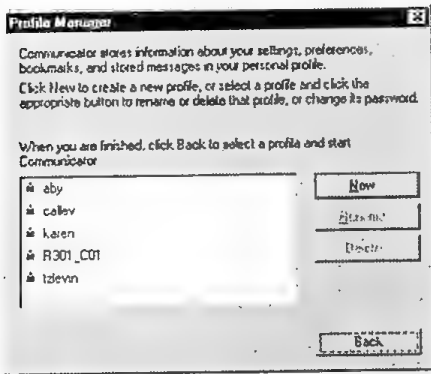 Profile Manager
Communicator stores information about your settings, preferences,
bookmarks, and stored messages in your personal profile.
Click New to create a new profile, or select a profile and click the
appropriate button to rename or delete that profile, or change its password.
When you are finished, click Back to select a profile and start
Communicator
aby
New
callev
Rename
karen
Delete
R301_C01
tzlevin
Back